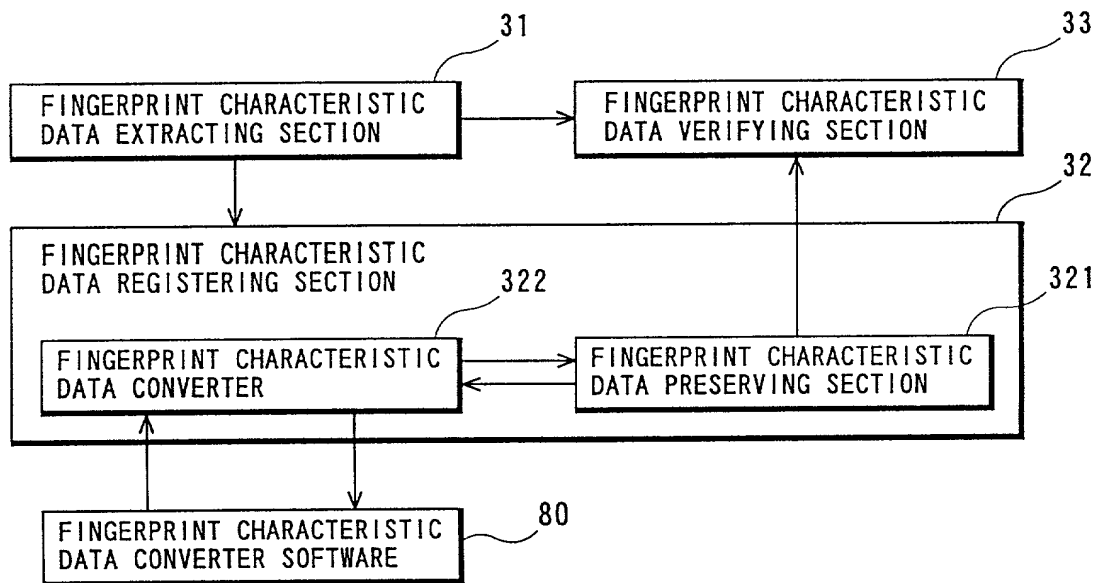 31
33
FINGERPRINT CHARACTERISTIC
DATA EXTRACTING SECTION
FINGERPRINT CHARACTERISTIC
DATA VERIFYING SECTION
32
FINGERPRINT CHARACTERISTIC
DATA REGISTERING SECTION
322
321
FINGERPRINT CHARACTERISTIC
DATA CONVERTER
FINGERPRINT CHARACTERISTIC
DATA PRESERVING SECTION
FINGERPRINT CHARACTERISTIC
DATA CONVERTER SOFTWARE
80